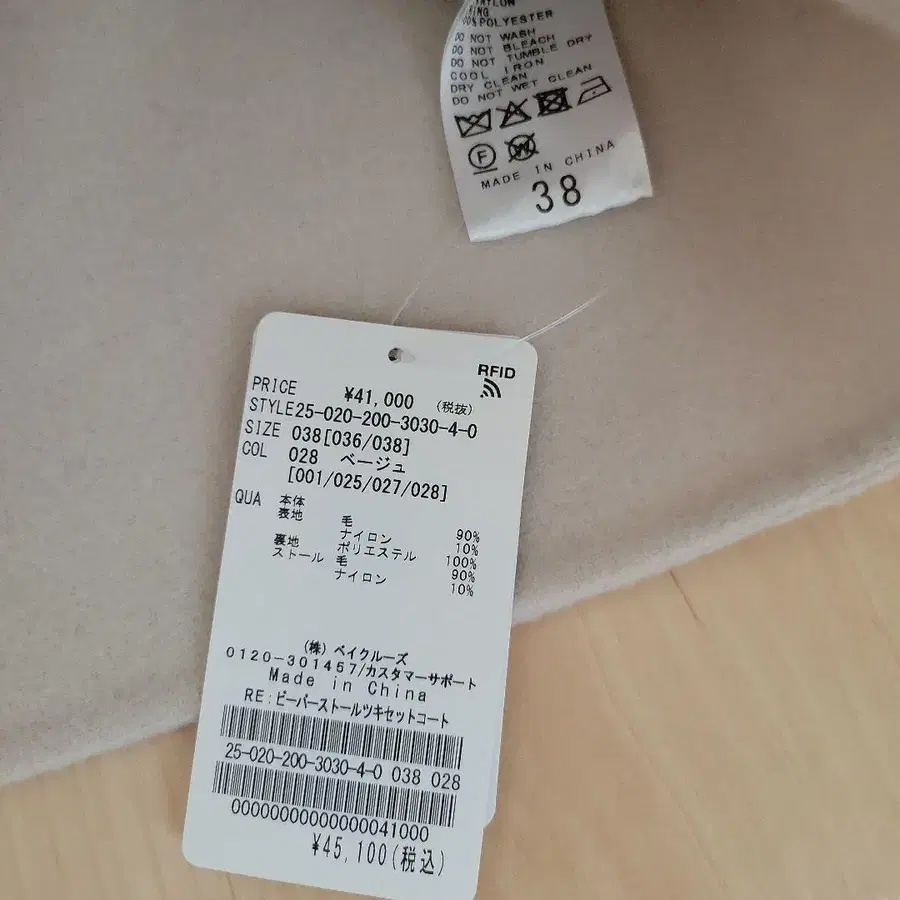 NYLON
100%POLYESTER
DO NOT WASH
DO NOT BLEACH
DO NOT TUMBLE DRY
COOL IRON
DRY CLEAN
DO NOT WET CLEAN
F
W
MADE IN CHINA
38
RFID
PRICE ¥41,000 (税抜)
STYLE25-020-200-3030-4-0
SIZE 038[036/038]
COL 028 ベージュ
[001/025/027/028]
QUA 本体
表地 毛 90%
ナイロン 10%
裏地 ポリエステル 100%
ストール 毛 90%
ナイロン 10%
(株)ベイクルーズ
0120-301457/カスタマーサポート
Made in China
RE:ビーバーストールツキセットコート
25-020-200-3030-4-0 038 028
00000000000000041000
¥45,100(税込)